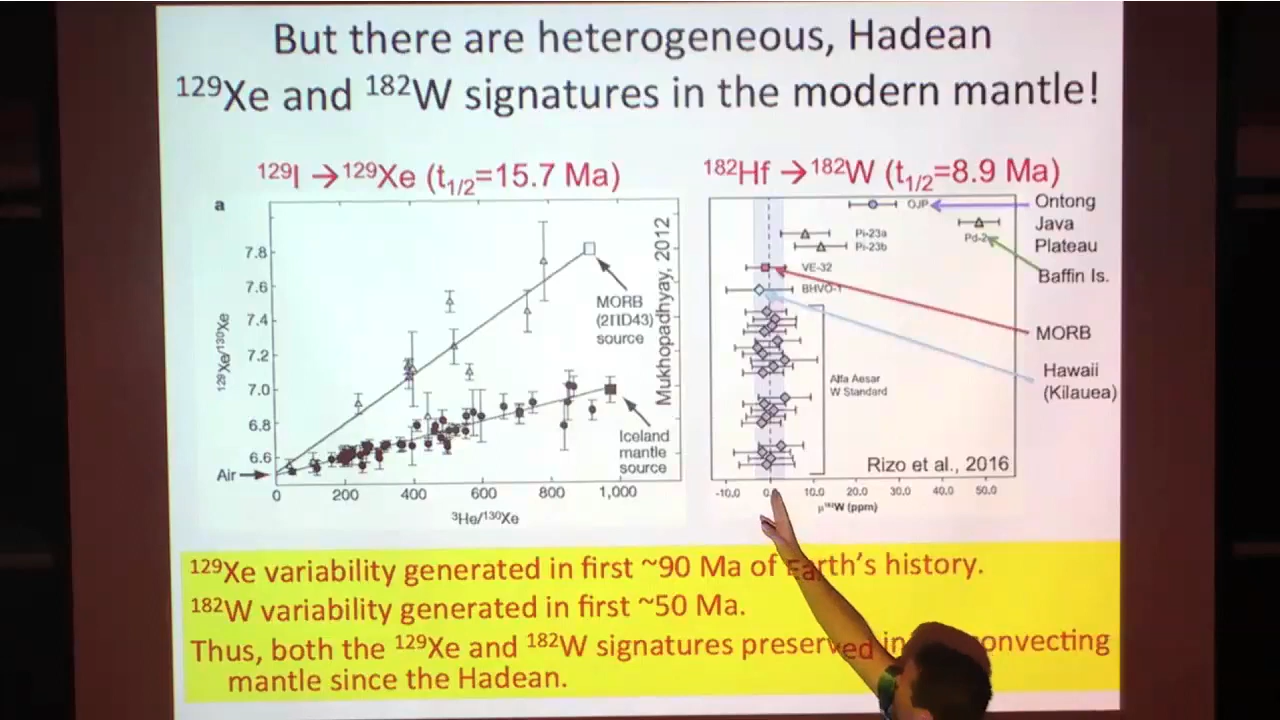 But there are heterogeneous, Hadean
¹²⁹Xe and ¹⁸²W signatures in the modern mantle!
¹²⁹I →¹²⁹Xe (t₁/₂=15.7 Ma)
¹⁸²Hf →¹⁸²W (t₁/₂=8.9 Ma)
a
7.8
7.6
7.4
7.2
7.0
6.8
6.6
Air
¹²⁹Xe/¹³⁰Xe
0
200
400
600
800
1,000
³He/¹³⁰Xe
MORB
(2ΠD43)
source
Iceland
mantle
source
Mukhopadhyay, 2012
OJP
Pi-23a
Pi-23b
VE-32
BHVO-1
Alfa Aesar
W Standard
Rizo et al., 2016
-10.0
10.0
20.0
30.0
40.0
50.0
µ¹⁸²W (ppm)
Ontong
Java
Plateau
Baffin Is.
MORB
Hawaii
(Kilauea)
¹²⁹Xe variability generated in first ~90 Ma of Earth's history.
¹⁸²W variability generated in first ~50 Ma.
Thus, both the ¹²⁹Xe and ¹⁸²W signatures preserved in
mantle since the Hadean.